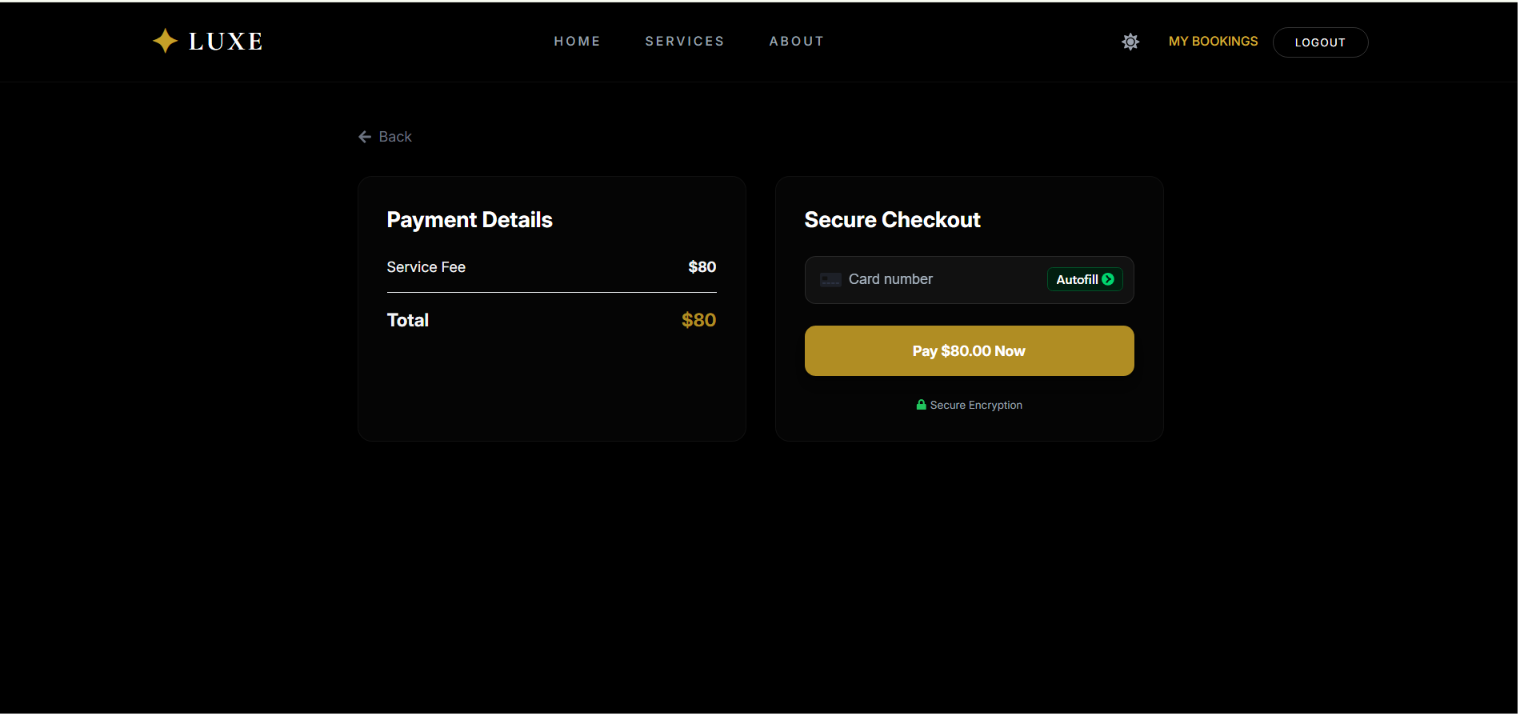 LUXE
HOME SERVICES ABOUT
MY BOOKINGS LOGOUT
Back
Payment Details
Service Fee $80
Total $80
Secure Checkout
Card number Autofill
Pay $80.00 Now
Secure Encryption